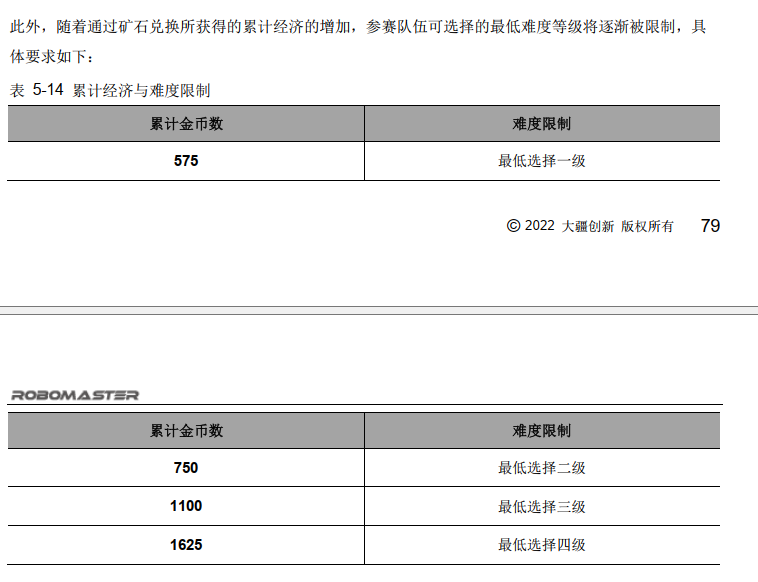 此外，随着通过矿石兑换所获得的累计经济的增加，参赛队伍可选择的最低难度等级将逐渐被限制，具
体要求如下：
表 5-14 累计经济与难度限制
累计金币数 难度限制
575 最低选择一级
© 2022 大疆创新 版权所有 79
ROBOMASTER
累计金币数 难度限制
750 最低选择二级
1100 最低选择三级
1625 最低选择四级